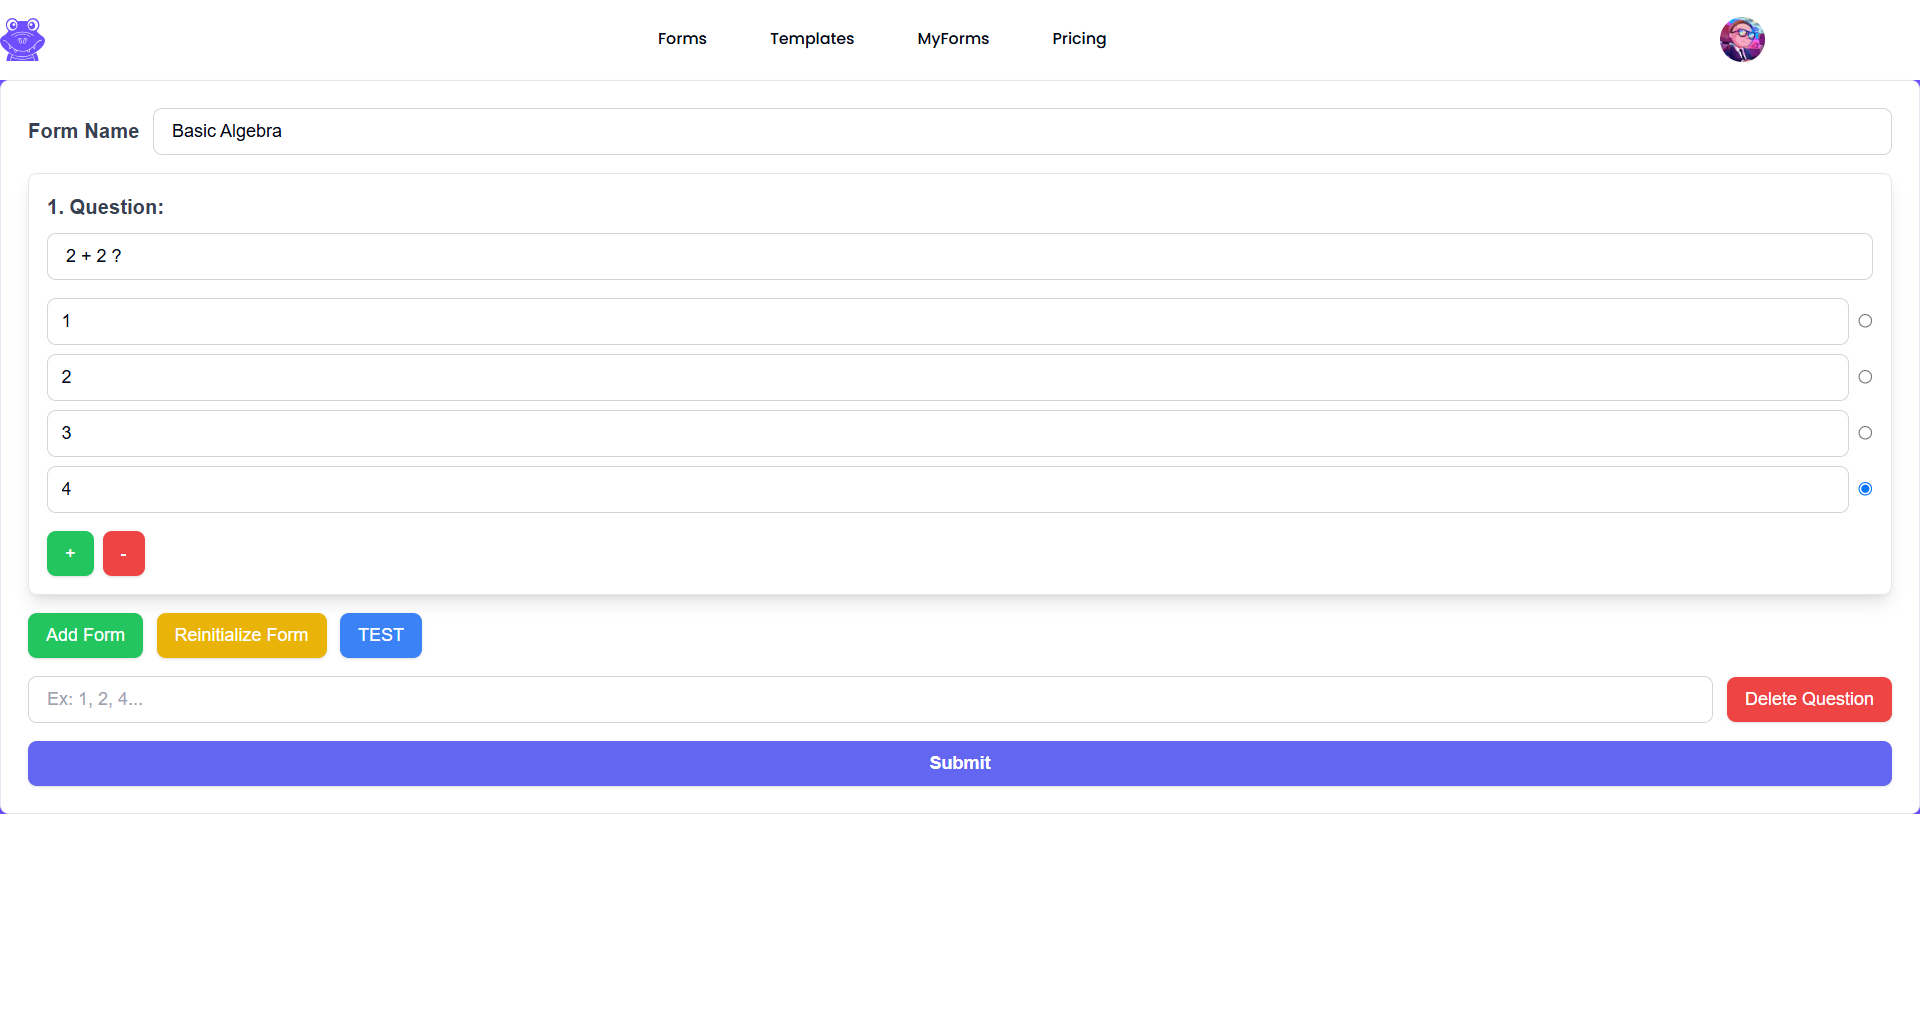 Forms Templates MyForms Pricing
Form Name Basic Algebra
1. Question:
2 + 2 ?
1
2
3
4
+ -
Add Form Reinitialize Form TEST
Ex: 1, 2, 4... Delete Question
Submit